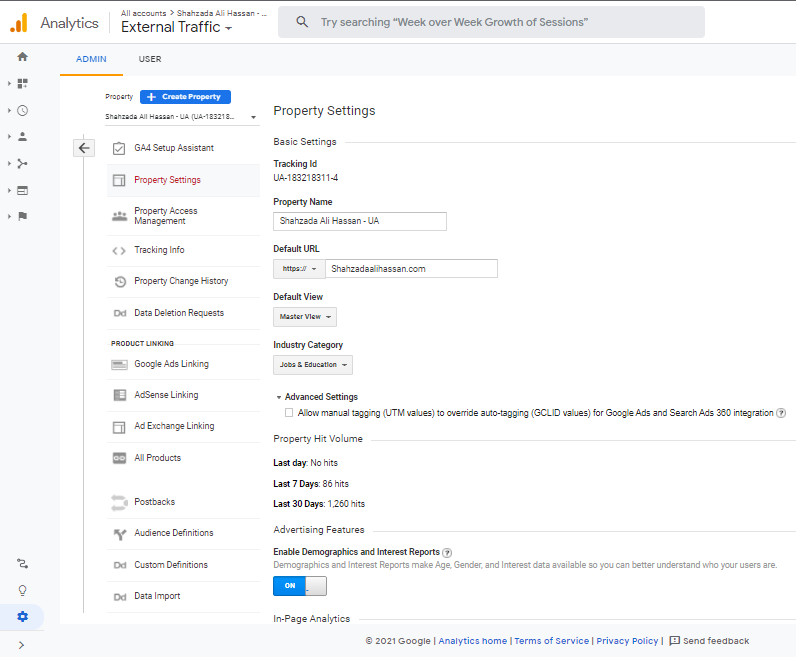 Analytics
All accounts > Shahzada Ali Hassan - ...
External Traffic
Try searching “Week over Week Growth of Sessions”
ADMIN
USER
Property
+ Create Property
Shahzada Ali Hassan - UA (UA-183218...
GA4 Setup Assistant
Property Settings
Property Access
Management
Tracking Info
Property Change History
Dd Data Deletion Requests
PRODUCT LINKING
Google Ads Linking
AdSense Linking
Ad Exchange Linking
All Products
Postbacks
Audience Definitions
Dd Custom Definitions
Dd Data Import
Property Settings
Basic Settings
Tracking Id
UA-183218311-4
Property Name
Shahzada Ali Hassan - UA
Default URL
https://
Shahzadaalihassan.com
Default View
Master View
Industry Category
Jobs & Education
Advanced Settings
Allow manual tagging (UTM values) to override auto-tagging (GCLID values) for Google Ads and Search Ads 360 integration ?
Property Hit Volume
Last day: No hits
Last 7 Days: 86 hits
Last 30 Days: 1,260 hits
Advertising Features
Enable Demographics and Interest Reports ?
Demographics and Interest Reports make Age, Gender, and Interest data available so you can better understand who your users are.
ON
In-Page Analytics
© 2021 Google | Analytics home | Terms of Service | Privacy Policy | Send feedback